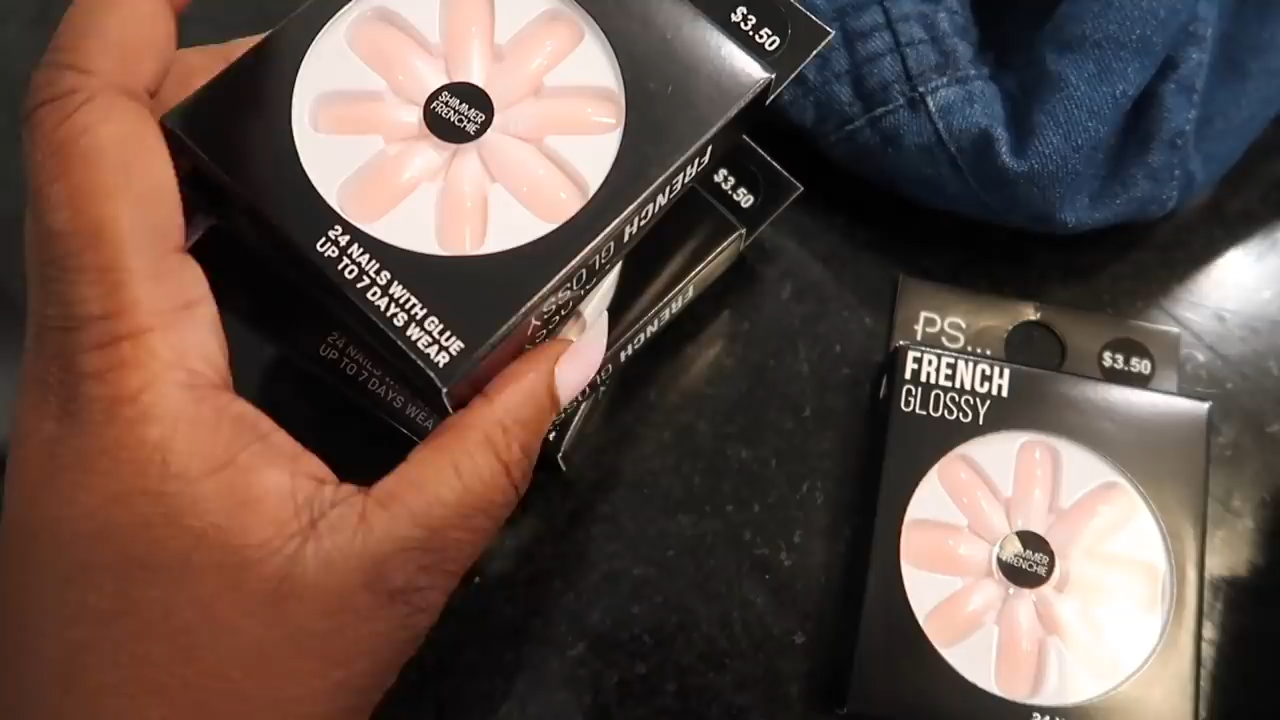 $3.50
SHIMMER
FRENCHIE
24 NAILS WITH GLUE
UP TO 7 DAYS WEAR
FRENCH GLOSSY
$3.50
FRENCH
24 NAILS
UP TO 7 DAYS WEA
PS...
$3.50
FRENCH
GLOSSY
SHIMMER
FRENCHIE